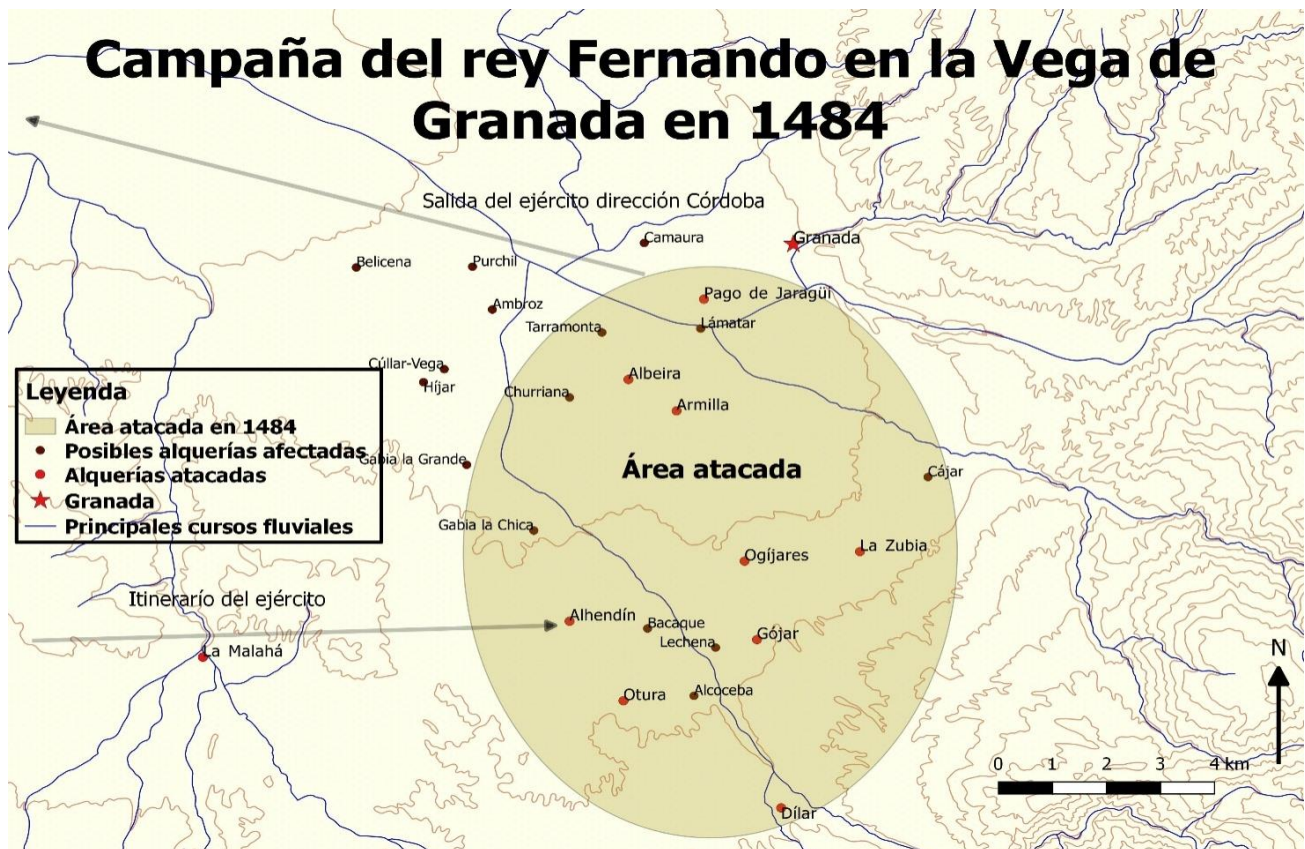 Campaña del rey Fernando en la Vega de
Granada en 1484
Salida del ejército dirección Córdoba
Camaura
Granada
Belicena
Purchil
Ambroz
Pago de Jaragüi
Tarramonta
Lámatar
Cúllar-Vega
Híjar
Albeira
Churriana
Armilla
Leyenda
Área atacada en 1484
Posibles alquerías afectadas
Alquerías atacadas
Granada
Principales cursos fluviales
Gabia la Grande
Área atacada
Cájar
Gabia la Chica
Ogíjares
La Zubia
Itinerarío del ejército
La Malahá
Alhendín
Bacaque
Lechena
Gójar
Otura
Alcoceba
Dílar
N
0 1 2 3 4 km